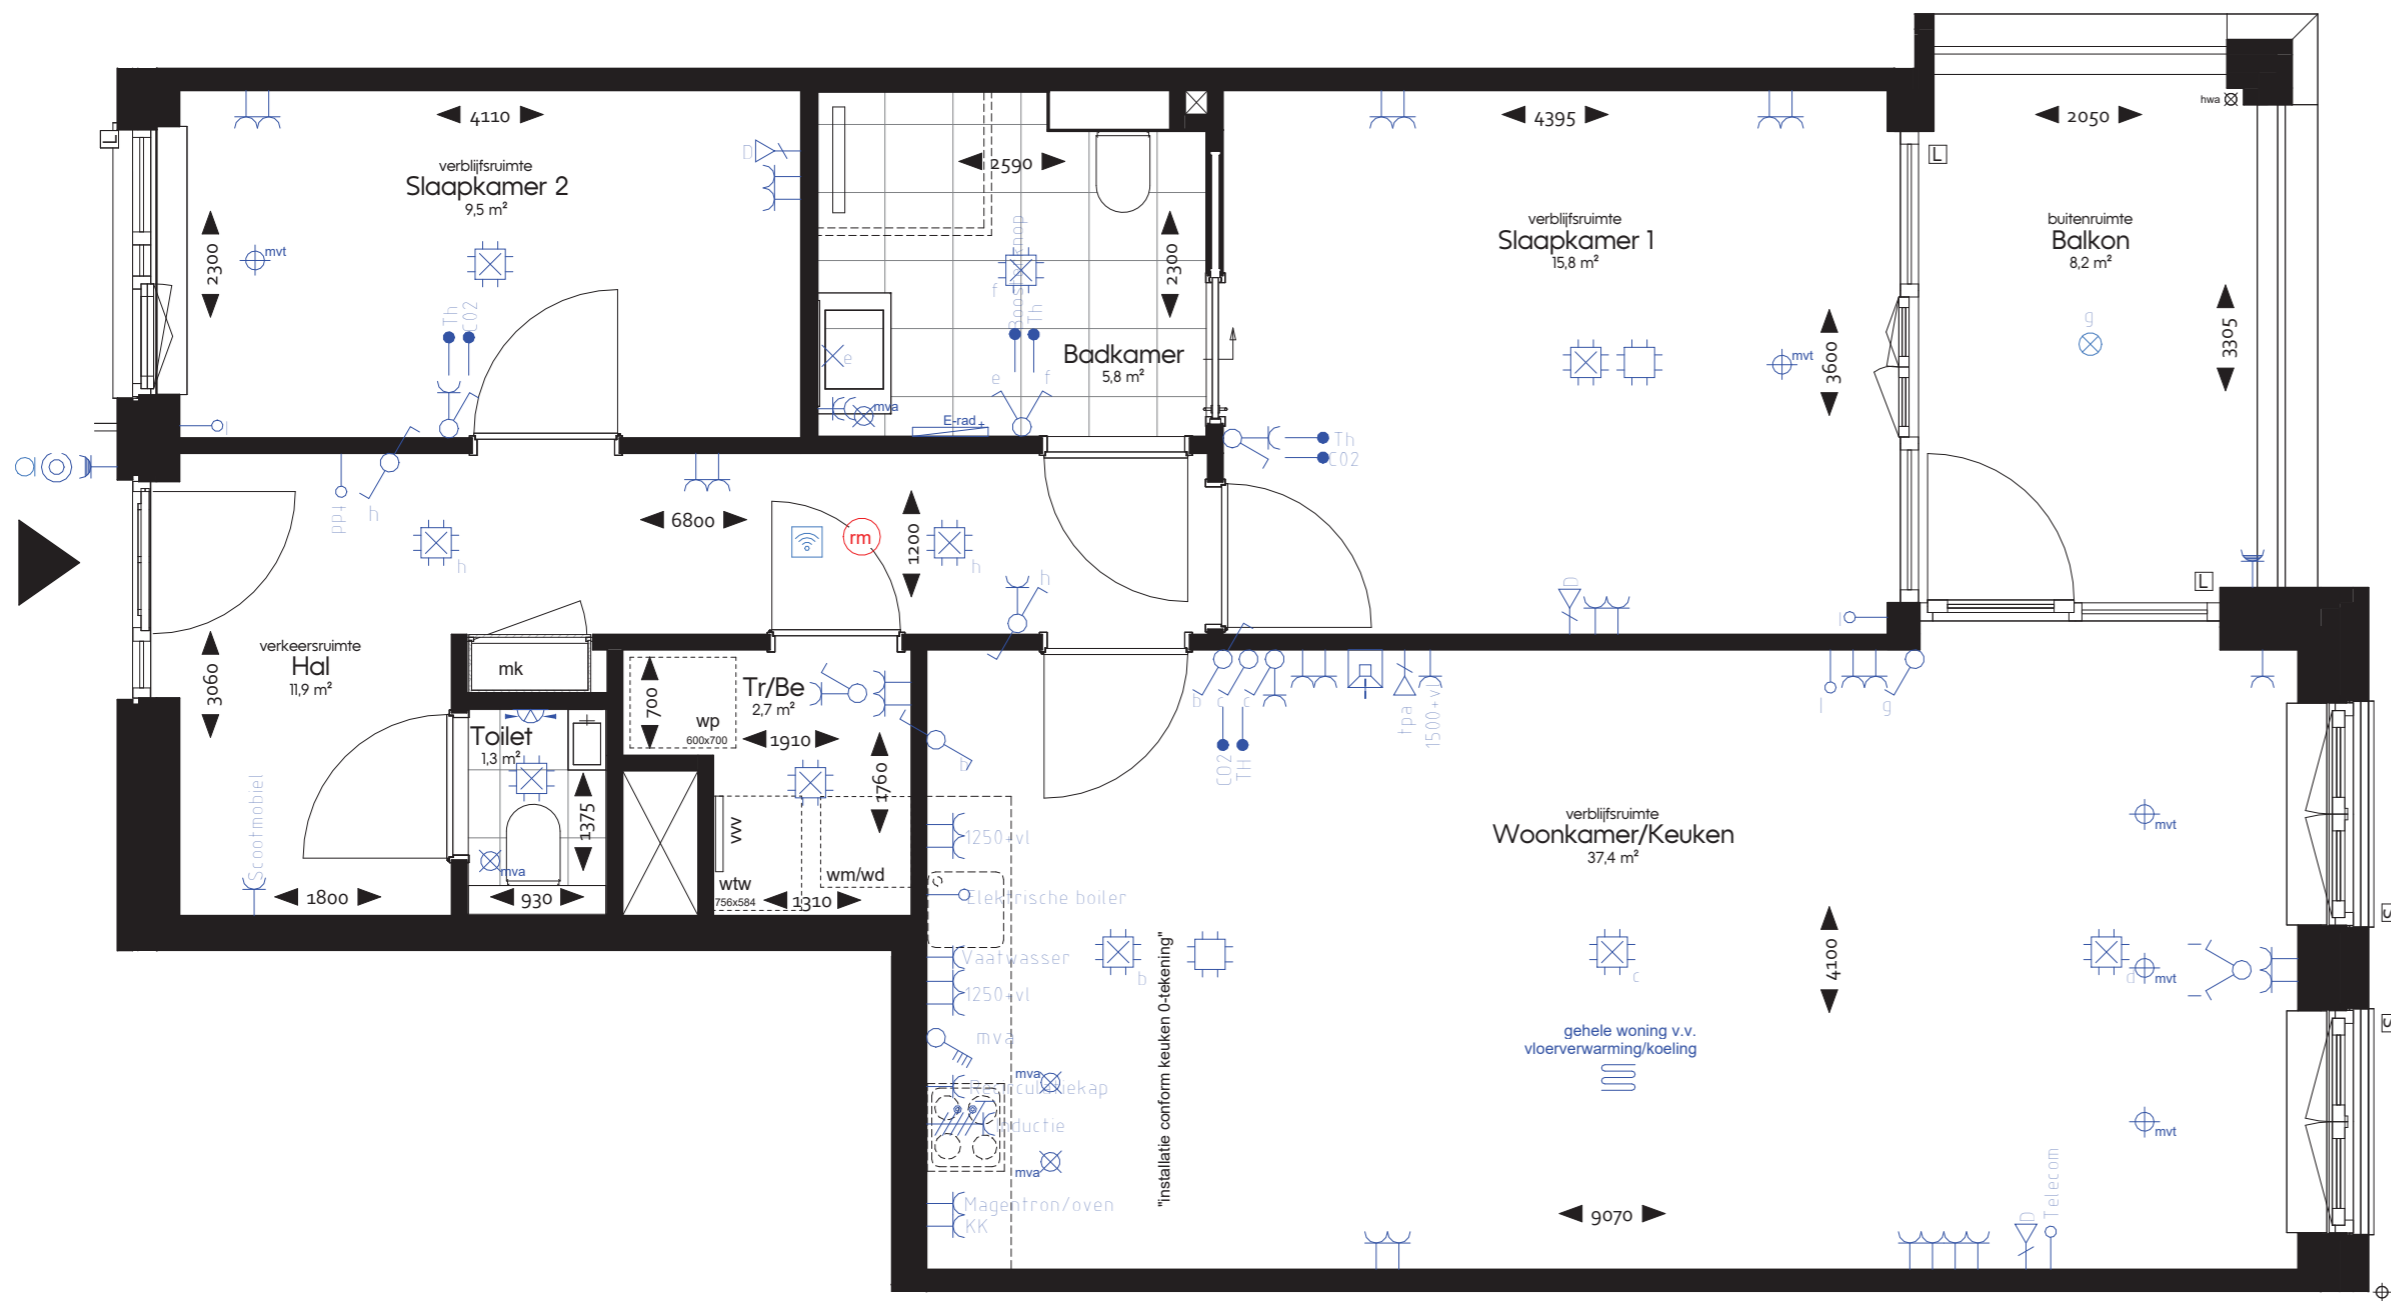 hwa
L
4110
verblijfsruimte
Slaapkamer 2
9,5 m²
2300
mvt
Th
CO2
D
2590
2300
Boosterknop
Th
f
Badkamer
5,8 m²
e
e
f
mva
E-rad
4395
verblijfsruimte
Slaapkamer 1
15,8 m²
mvt
3600
Th
CO2
D
L
2050
buitenruimte
Balkon
8,2 m²
g
3305
L
ppt
h
h
6800
rm
1200
h
h
verkeersruimte
Hal
11,9 m²
3060
Scootmobiel
1800
mk
Toilet
1,3 m²
1375
mva
930
700
wp
600x700
Tr/Be
2,7 m²
1910
1760
vvv
wtw
756x584
1310
wm/wd
b
b
c
c
CO2
TH
tpa
1500+vl
g
verblijfsruimte
Woonkamer/Keuken
37,4 m²
mvt
1250+vl
Elektrische boiler
Vaatwasser
1250+vl
mva
mva
Recirculatiekap
Inductie
mva
Magentron/oven
KK
"installatie conform keuken 0-tekening"
b
c
d
mvt
4100
gehele woning v.v.
vloerverwarming/koeling
mvt
9070
D
Telecom
S
S